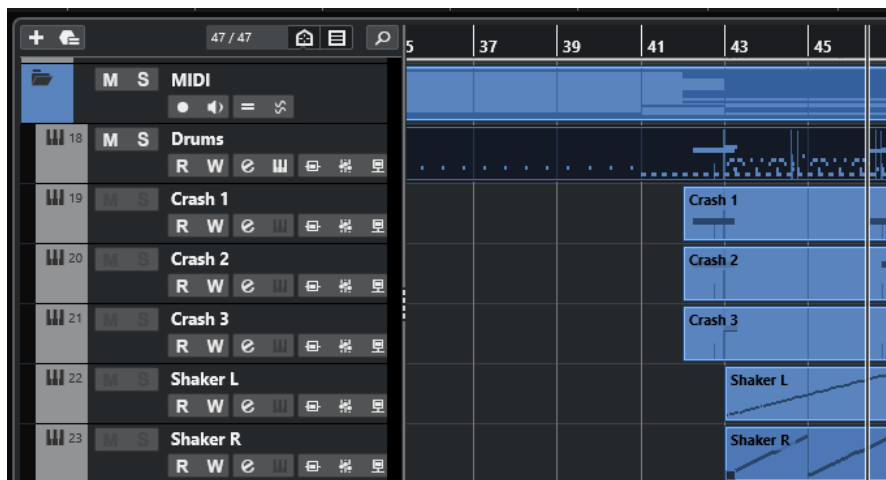 47 / 47
5 37 39 41 43 45
M S MIDI
18 M S Drums
R W e
19 M S Crash 1
R W e
20 M S Crash 2
R W e
21 M S Crash 3
R W e
22 M S Shaker L
R W e
23 M S Shaker R
R W e
Crash 1
Crash 2
Crash 3
Shaker L
Shaker R